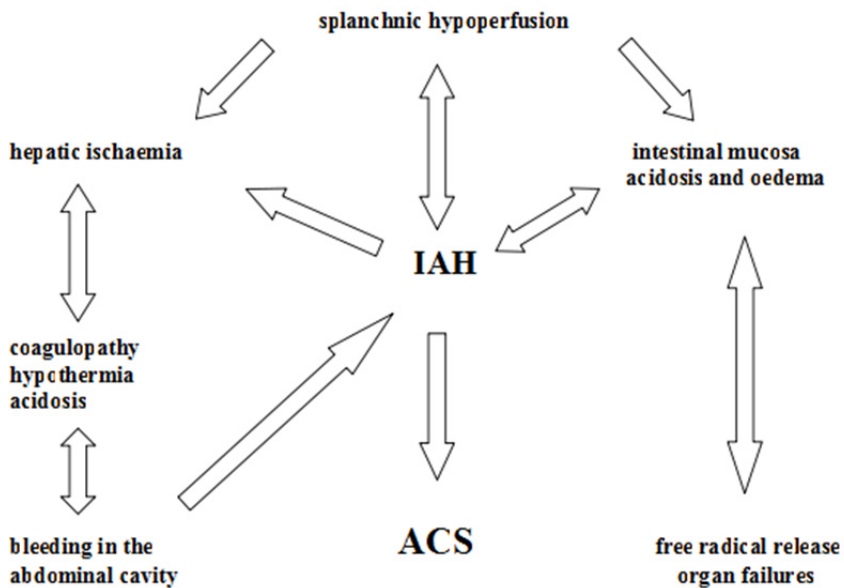 splanchnic hypoperfusion
hepatic ischaemia
intestinal mucosa
acidosis and oedema
IAH
coagulopathy
hypothermia
acidosis
bleeding in the
abdominal cavity
ACS
free radical release
organ failures